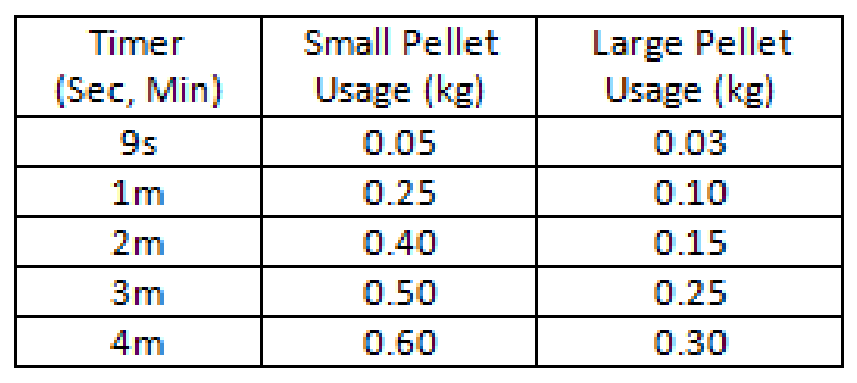 Timer (Sec, Min) Small Pellet Usage (kg) Large Pellet Usage (kg)
9s 0.05 0.03
1m 0.25 0.10
2m 0.40 0.15
3m 0.50 0.25
4m 0.60 0.30